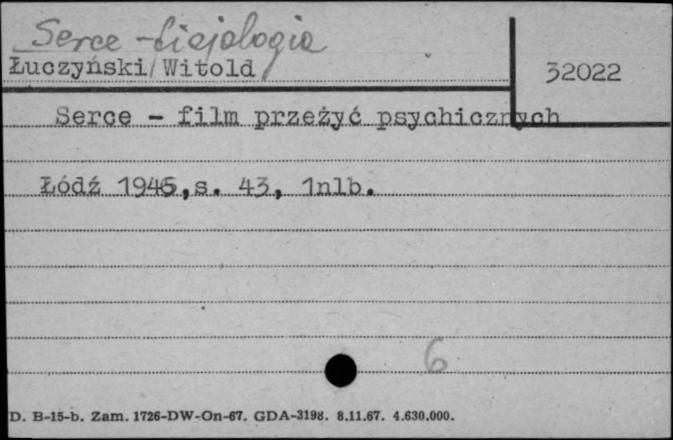 Serce - fizjologia
Łuczyński Witold
32022
Serce - film przeżyć psychicznych
Łódź 1946,s. 43, 1nlb.
6
D. B-15-b. Zam. 1726-DW-On-67. GDA-3198. 8.11.67. 4.630.000.